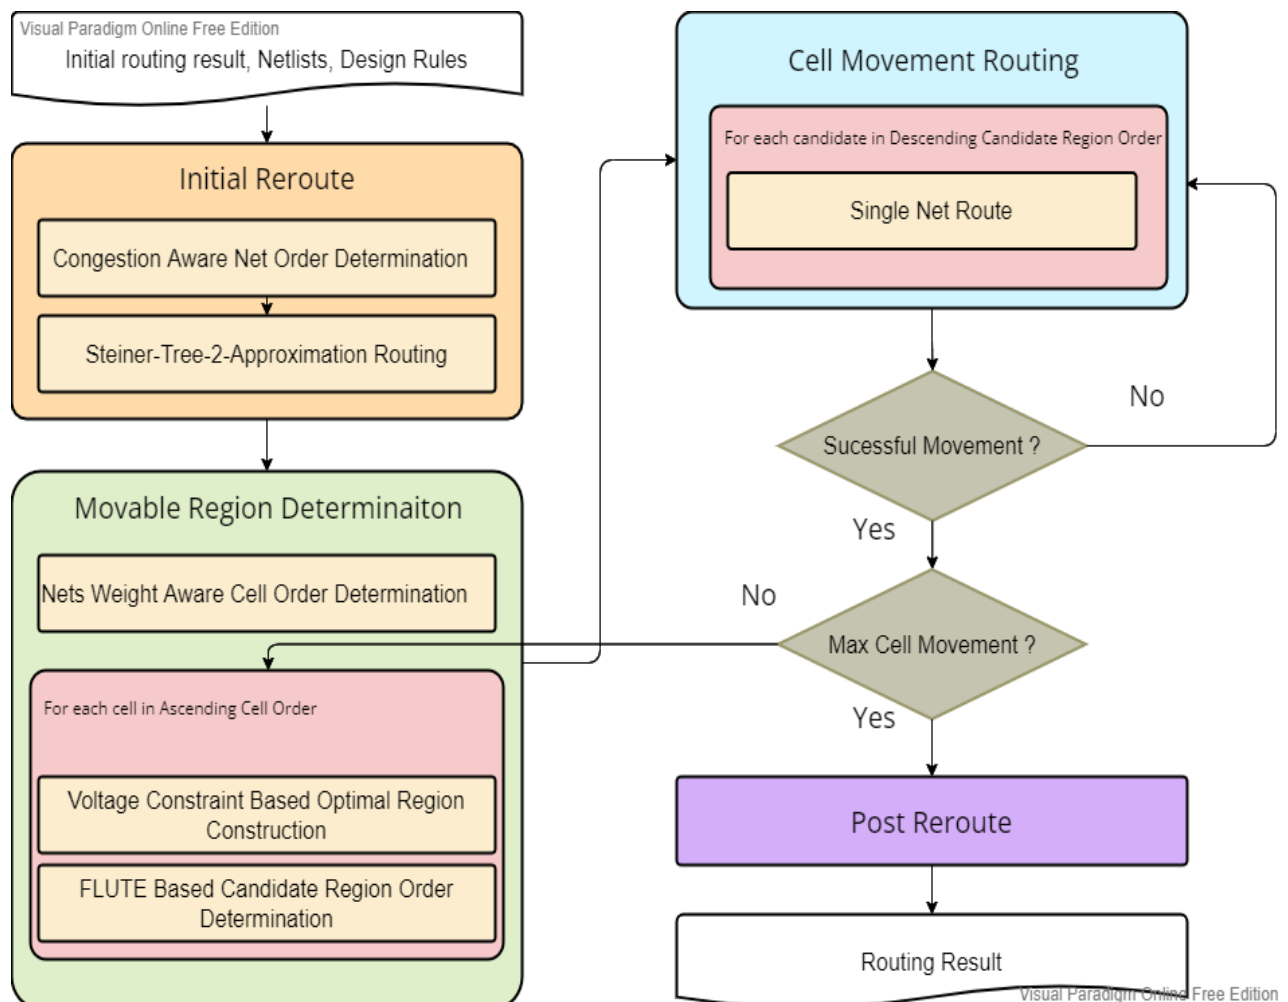 Visual Paradigm Online Free Edition
Initial routing result, Netlists, Design Rules
Initial Reroute
Congestion Aware Net Order Determination
Steiner-Tree-2-Approximation Routing
Movable Region Determinaiton
Nets Weight Aware Cell Order Determination
For each cell in Ascending Cell Order
Voltage Constraint Based Optimal Region
Construction
FLUTE Based Candidate Region Order
Determination
Cell Movement Routing
For each candidate in Descending Candidate Region Order
Single Net Route
No
Sucessful Movement ?
Yes
No
Max Cell Movement ?
Yes
Post Reroute
Routing Result
Visual Paradigm Online Free Edition